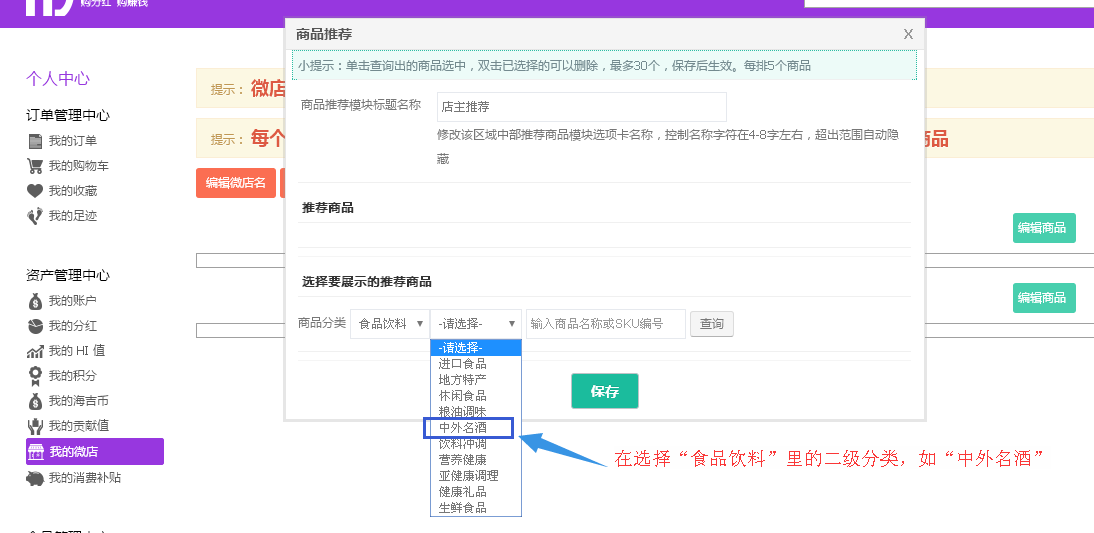 购分红 购赚钱
商品推荐
X
小提示：单击查询出的商品选中，双击已选择的可以删除，最多30个，保存后生效。每排5个商品
个人中心
提示： 微店
商品推荐模块标题名称
店主推荐
订单管理中心
修改该区域中部推荐商品模块选项卡名称，控制名称字符在4-8字左右，超出范围自动隐
藏
提示： 每个
商品
我的订单
我的购物车
编辑微店名
我的收藏
我的足迹
推荐商品
编辑商品
资产管理中心
选择要展示的推荐商品
我的账户
编辑商品
我的分红
商品分类
食品饮料
-请选择-
输入商品名称或SKU编号
查询
-请选择-
进口食品
地方特产
休闲食品
粮油调味
中外名酒
饮料冲调
营养健康
亚健康调理
健康礼品
生鲜食品
我的 HI 值
我的积分
保存
我的海吉币
我的贡献值
我的微店
我的消费补贴
在选择“食品饮料”里的二级分类，如“中外名酒”